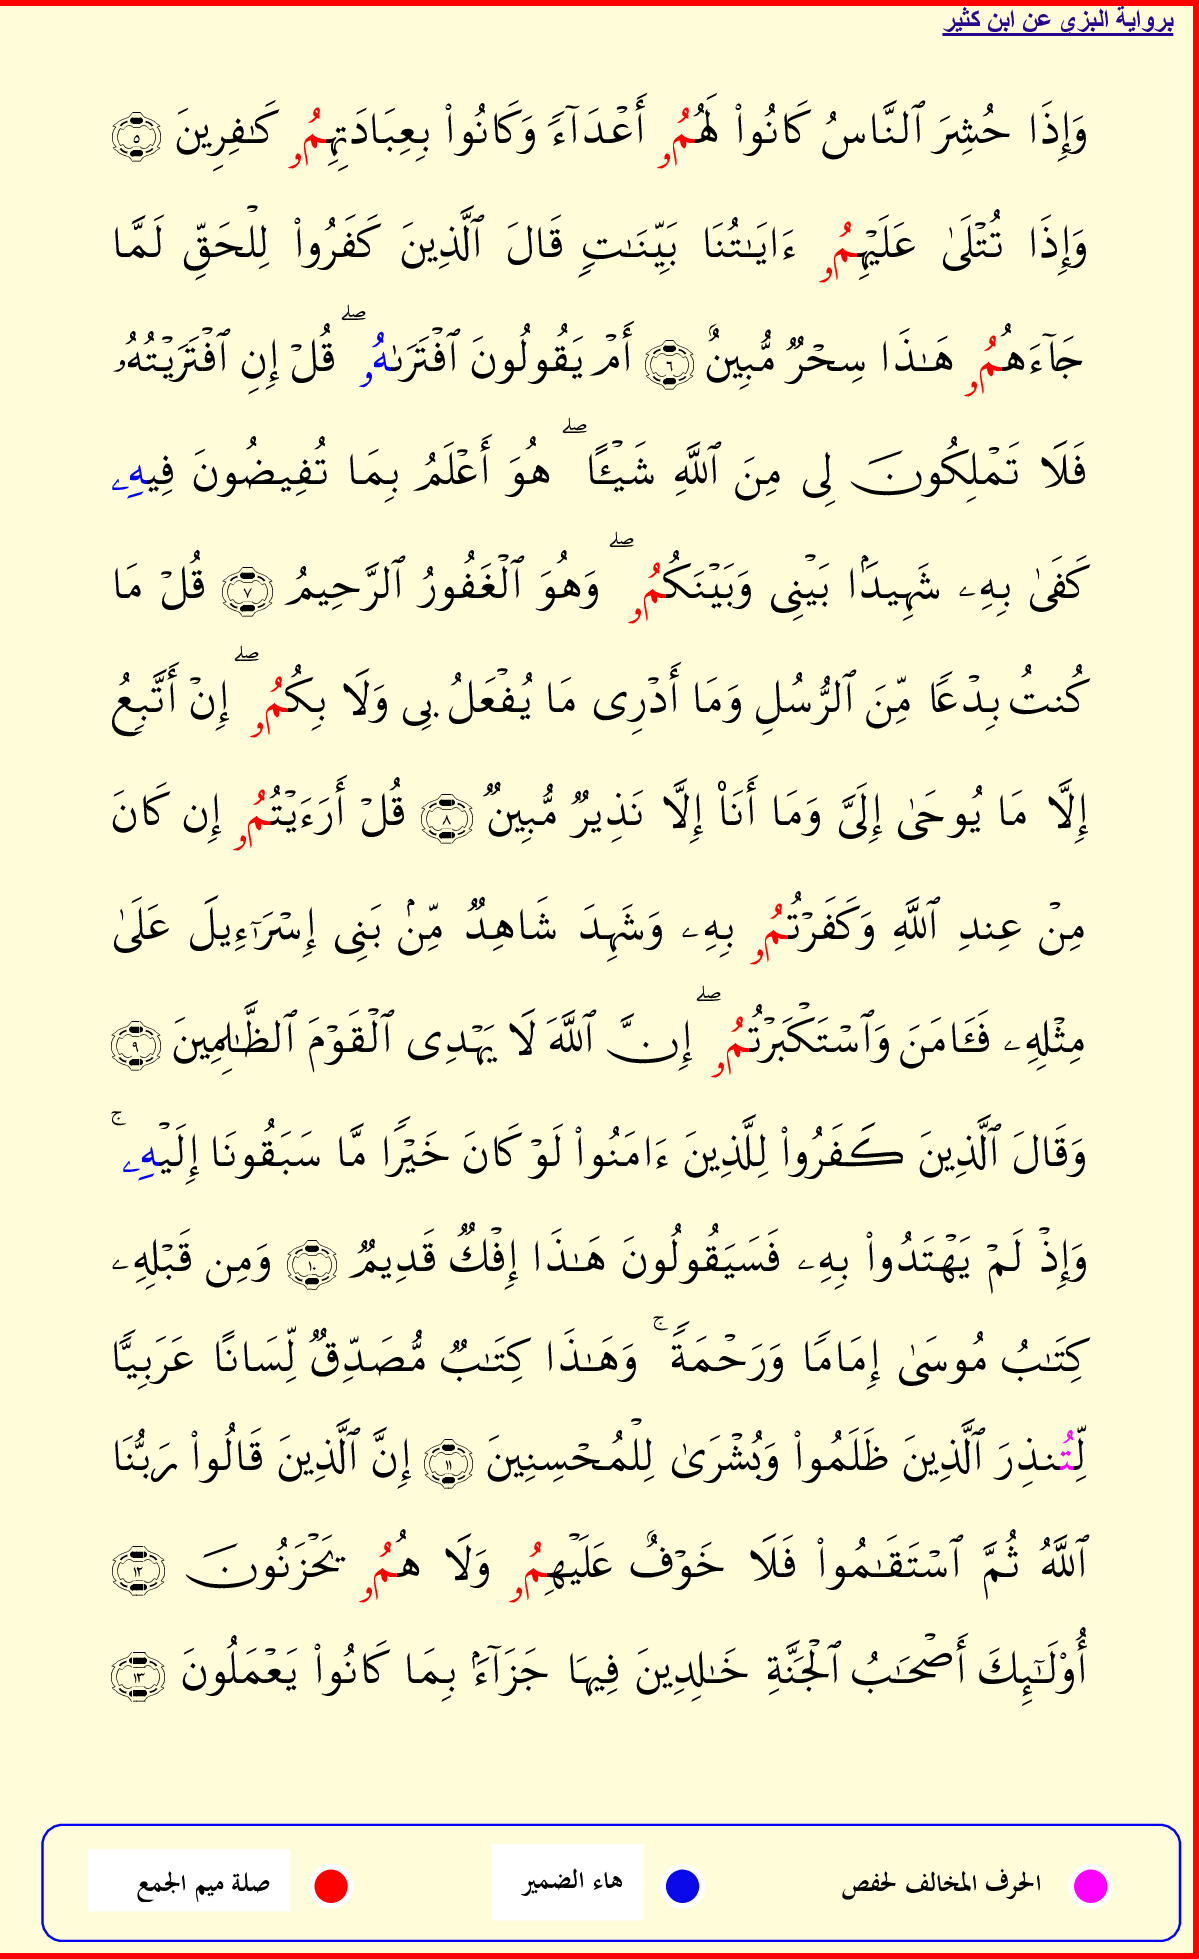 برواية البزى عن ابن كثير
وَإِذَا حُشِرَ ٱلنَّاسُ كَانُوا۟ لَهُمُۥ أَعْدَآءً وَكَانُوا۟ بِعِبَادَتِهِمُۥ كَـٰفِرِينَ ٥
وَإِذَا تُتْلَىٰ عَلَيْهِمُۥ ءَايَـٰتُنَا بَيِّنَـٰتٍ قَالَ ٱلَّذِينَ كَفَرُوا۟ لِلْحَقِّ لَمَّا
جَآءَهُمُۥ هَـٰذَا سِحْرٌ مُّبِينٌ ٦ أَمْ يَقُولُونَ ٱفْتَرَىٰهُۥ ۖ قُلْ إِنِ ٱفْتَرَيْتُهُۥ
فَلَا تَمْلِكُونَ لِى مِنَ ٱللَّهِ شَيْـًٔا ۖ هُوَ أَعْلَمُ بِمَا تُفِيضُونَ فِيهِۦ
كَفَىٰ بِهِۦ شَهِيدًۢا بَيْنِى وَبَيْنَكُمُۥ ۖ وَهُوَ ٱلْغَفُورُ ٱلرَّحِيمُ ٧ قُلْ مَا
كُنتُ بِدْعًا مِّنَ ٱلرُّسُلِ وَمَا أَدْرِى مَا يُفْعَلُ بِى وَلَا بِكُمُۥ ۖ إِنْ أَتَّبِعُ
إِلَّا مَا يُوحَىٰ إِلَىَّ وَمَا أَنَا۠ إِلَّا نَذِيرٌ مُّبِينٌ ٨ قُلْ أَرَءَيْتُمُۥ إِن كَانَ
مِنْ عِندِ ٱللَّهِ وَكَفَرْتُمُۥ بِهِۦ وَشَهِدَ شَاهِدٌ مِّنۢ بَنِى إِسْرَٰٓءِيلَ عَلَىٰ
مِثْلِهِۦ فَـَٔامَنَ وَٱسْتَكْبَرْتُمُۥ ۖ إِنَّ ٱللَّهَ لَا يَهْدِى ٱلْقَوْمَ ٱلظَّـٰلِمِينَ ٩
وَقَالَ ٱلَّذِينَ كَفَرُوا۟ لِلَّذِينَ ءَامَنُوا۟ لَوْ كَانَ خَيْرًا مَّا سَبَقُونَا إِلَيْهِۦ ۚ
وَإِذْ لَمْ يَهْتَدُوا۟ بِهِۦ فَسَيَقُولُونَ هَـٰذَا إِفْكٌ قَدِيمٌ ١٠ وَمِن قَبْلِهِۦ
كِتَـٰبُ مُوسَىٰ إِمَامًا وَرَحْمَةً ۚ وَهَـٰذَا كِتَـٰبٌ مُّصَدِّقٌ لِّسَانًا عَرَبِيًّا
لِّتُنذِرَ ٱلَّذِينَ ظَلَمُوا۟ وَبُشْرَىٰ لِلْمُحْسِنِينَ ١١ إِنَّ ٱلَّذِينَ قَالُوا۟ رَبُّنَا
ٱللَّهُ ثُمَّ ٱسْتَقَـٰمُوا۟ فَلَا خَوْفٌ عَلَيْهِمُۥ وَلَا هُمُۥ يَحْزَنُونَ ١٢
أُو۟لَـٰٓئِكَ أَصْحَـٰبُ ٱلْجَنَّةِ خَـٰلِدِينَ فِيهَا جَزَآءًۢ بِمَا كَانُوا۟ يَعْمَلُونَ ١٣
الحرف المخالف لحفص هاء الضمير صلة ميم الجمع